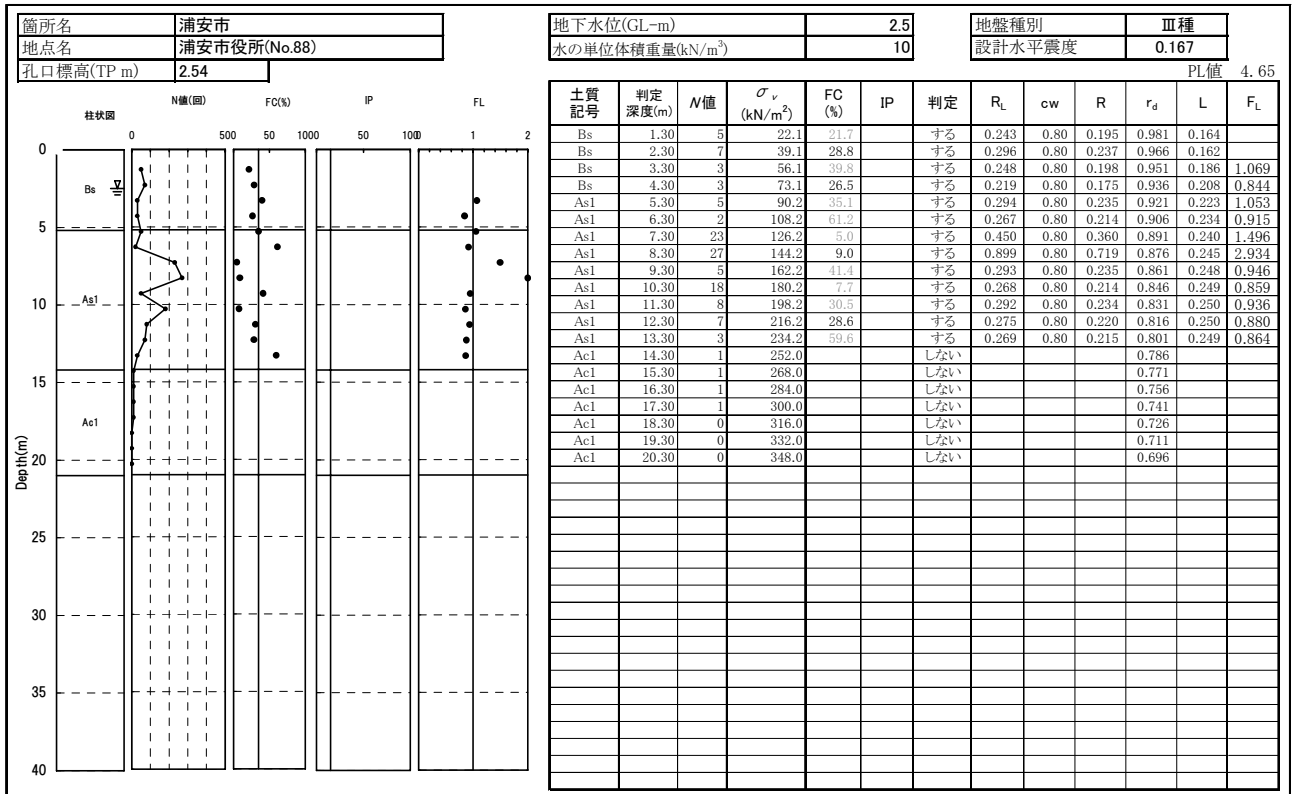 箇所名 浦安市 地下水位(GL-m) 2.5 地盤種別 Ⅲ種
地点名 浦安市役所(No.88) 水の単位体積重量(kN/m³) 10 設計水平震度 0.167
孔口標高(TP m) 2.54
PL値 4.65
柱状図 N値(回) FC(%) IP FL
0 500 50 1000 50 100 0 1 2
0
5
10
15
20
25
30
35
40
Depth(m)
Bs
As1
Ac1
土質記号 判定深度(m) N値 σv (kN/m²) FC (%) IP 判定 RL cw R rd L FL
Bs 1.30 5 22.1 21.7 する 0.243 0.80 0.195 0.981 0.164
Bs 2.30 7 39.1 28.8 する 0.296 0.80 0.237 0.966 0.162
Bs 3.30 3 56.1 39.8 する 0.248 0.80 0.198 0.951 0.186 1.069
Bs 4.30 3 73.1 26.5 する 0.219 0.80 0.175 0.936 0.208 0.844
As1 5.30 5 90.2 35.1 する 0.294 0.80 0.235 0.921 0.223 1.053
As1 6.30 2 108.2 61.2 する 0.267 0.80 0.214 0.906 0.234 0.915
As1 7.30 23 126.2 5.0 する 0.450 0.80 0.360 0.891 0.240 1.496
As1 8.30 27 144.2 9.0 する 0.899 0.80 0.719 0.876 0.245 2.934
As1 9.30 5 162.2 41.4 する 0.293 0.80 0.235 0.861 0.248 0.946
As1 10.30 18 180.2 7.7 する 0.268 0.80 0.214 0.846 0.249 0.859
As1 11.30 8 198.2 30.5 する 0.292 0.80 0.234 0.831 0.250 0.936
As1 12.30 7 216.2 28.6 する 0.275 0.80 0.220 0.816 0.250 0.880
As1 13.30 3 234.2 59.6 する 0.269 0.80 0.215 0.801 0.249 0.864
Ac1 14.30 1 252.0 しない 0.786
Ac1 15.30 1 268.0 しない 0.771
Ac1 16.30 1 284.0 しない 0.756
Ac1 17.30 1 300.0 しない 0.741
Ac1 18.30 0 316.0 しない 0.726
Ac1 19.30 0 332.0 しない 0.711
Ac1 20.30 0 348.0 しない 0.696